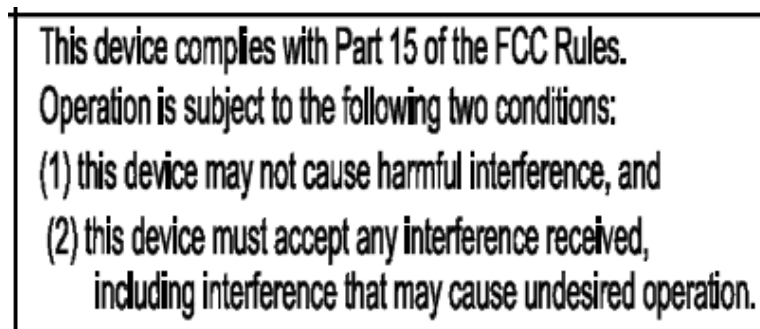 This device complies with Part 15 of the FCC Rules.
Operation is subject to the following two conditions:
(1) this device may not cause harmful interference, and
(2) this device must accept any interference received,
including interference that may cause undesired operation.